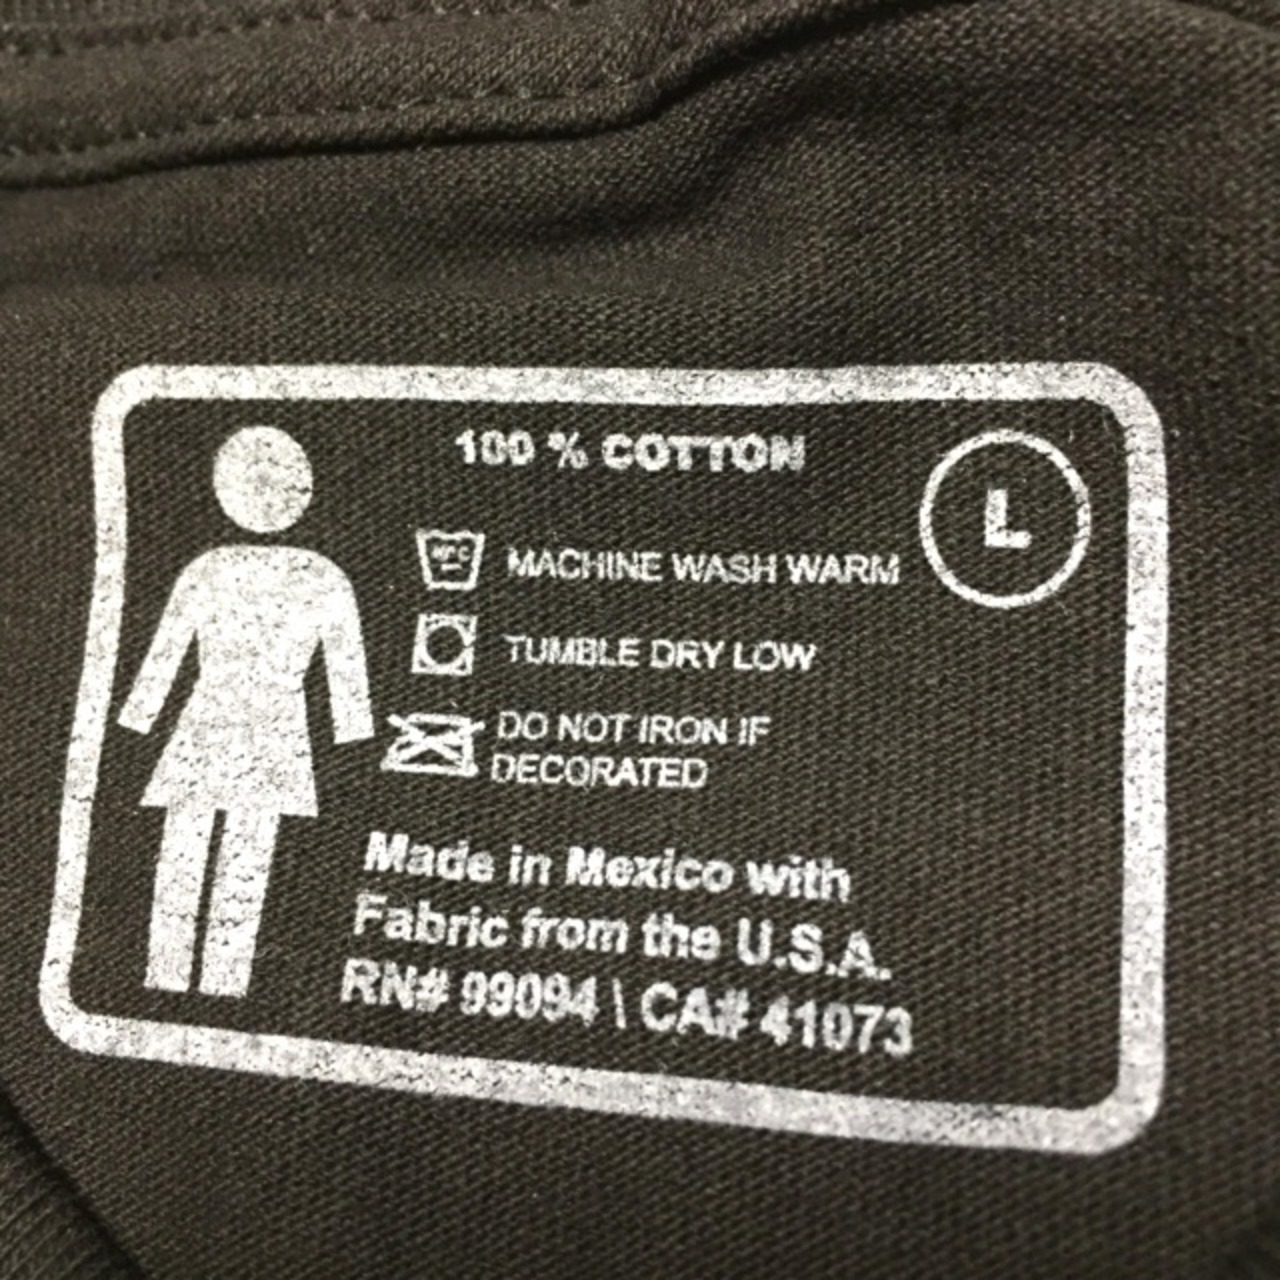 100 % COTTON
L
MACHINE WASH WARM
TUMBLE DRY LOW
DO NOT IRON IF
DECORATED
Made in Mexico with
Fabric from the U.S.A.
RN# 99094 \ CA# 41073